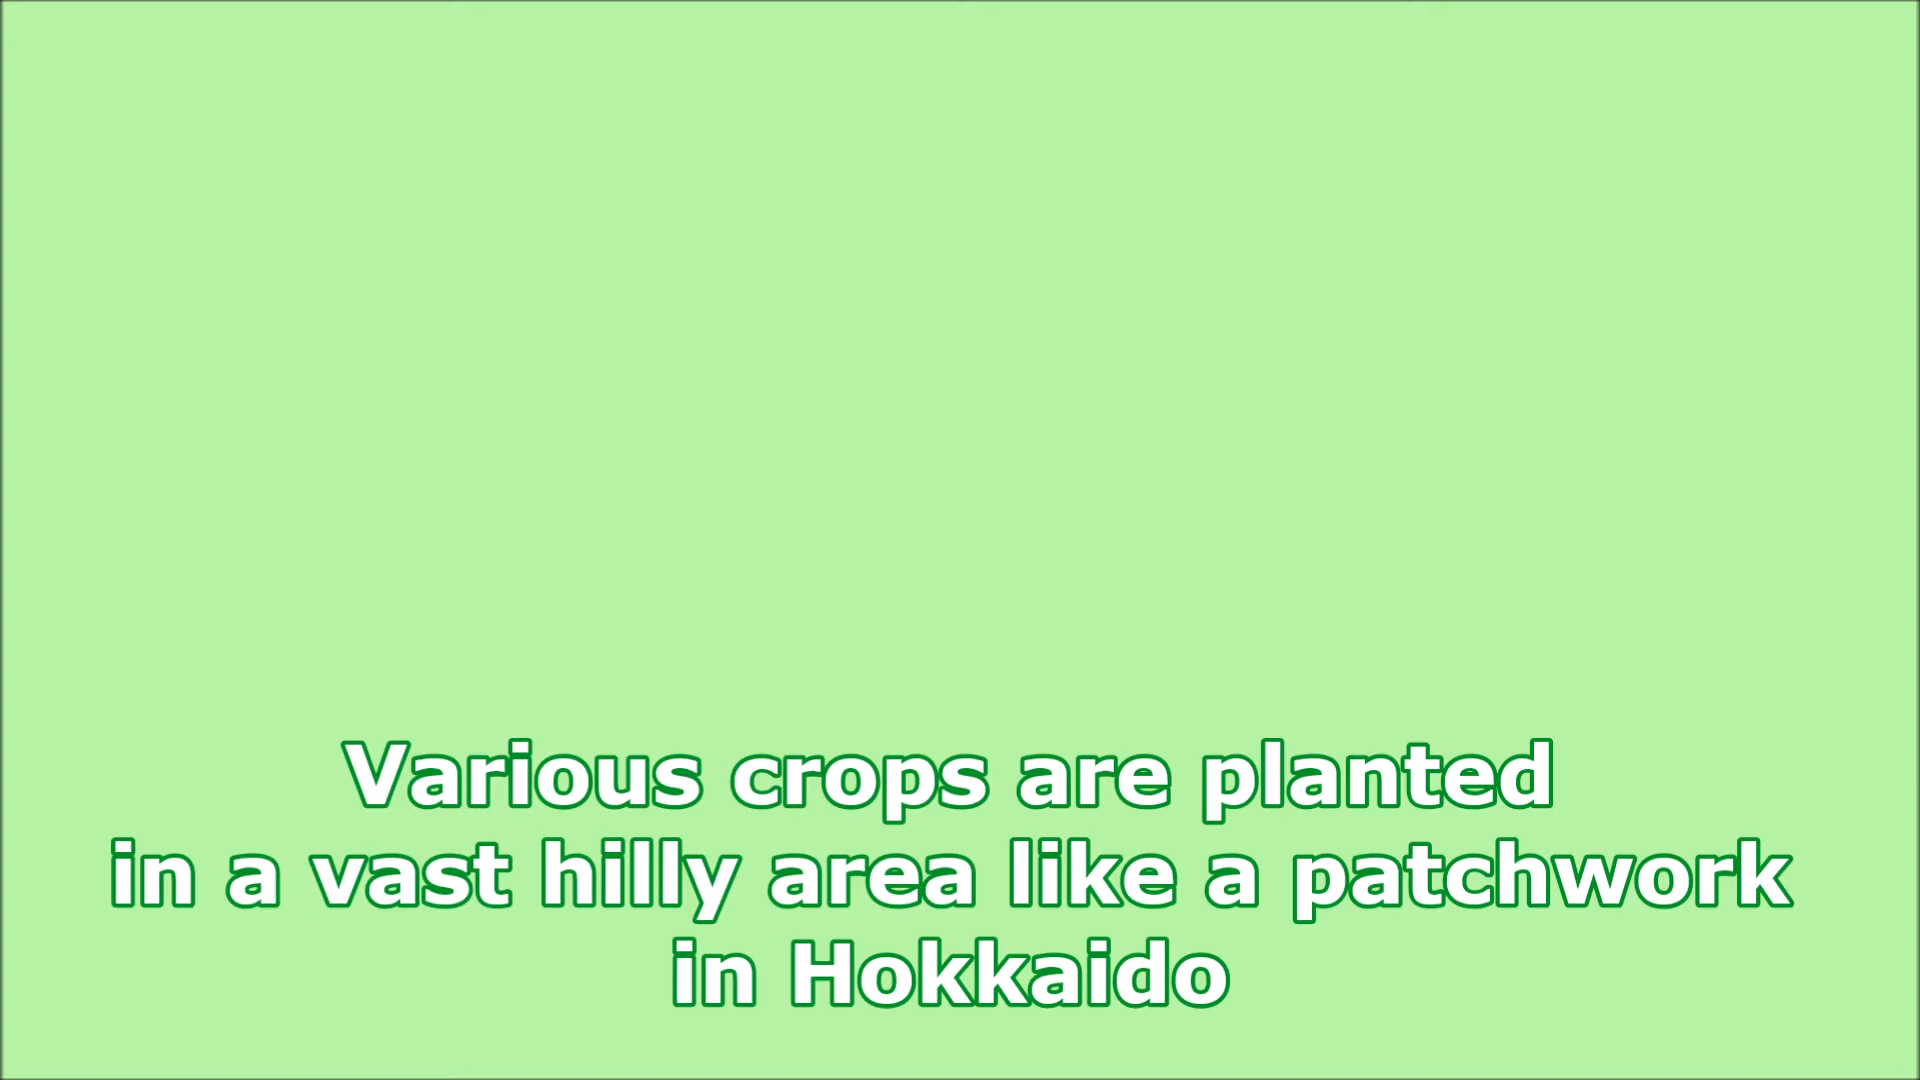 Various crops are planted
in a vast hilly area like a patchwork
in Hokkaido